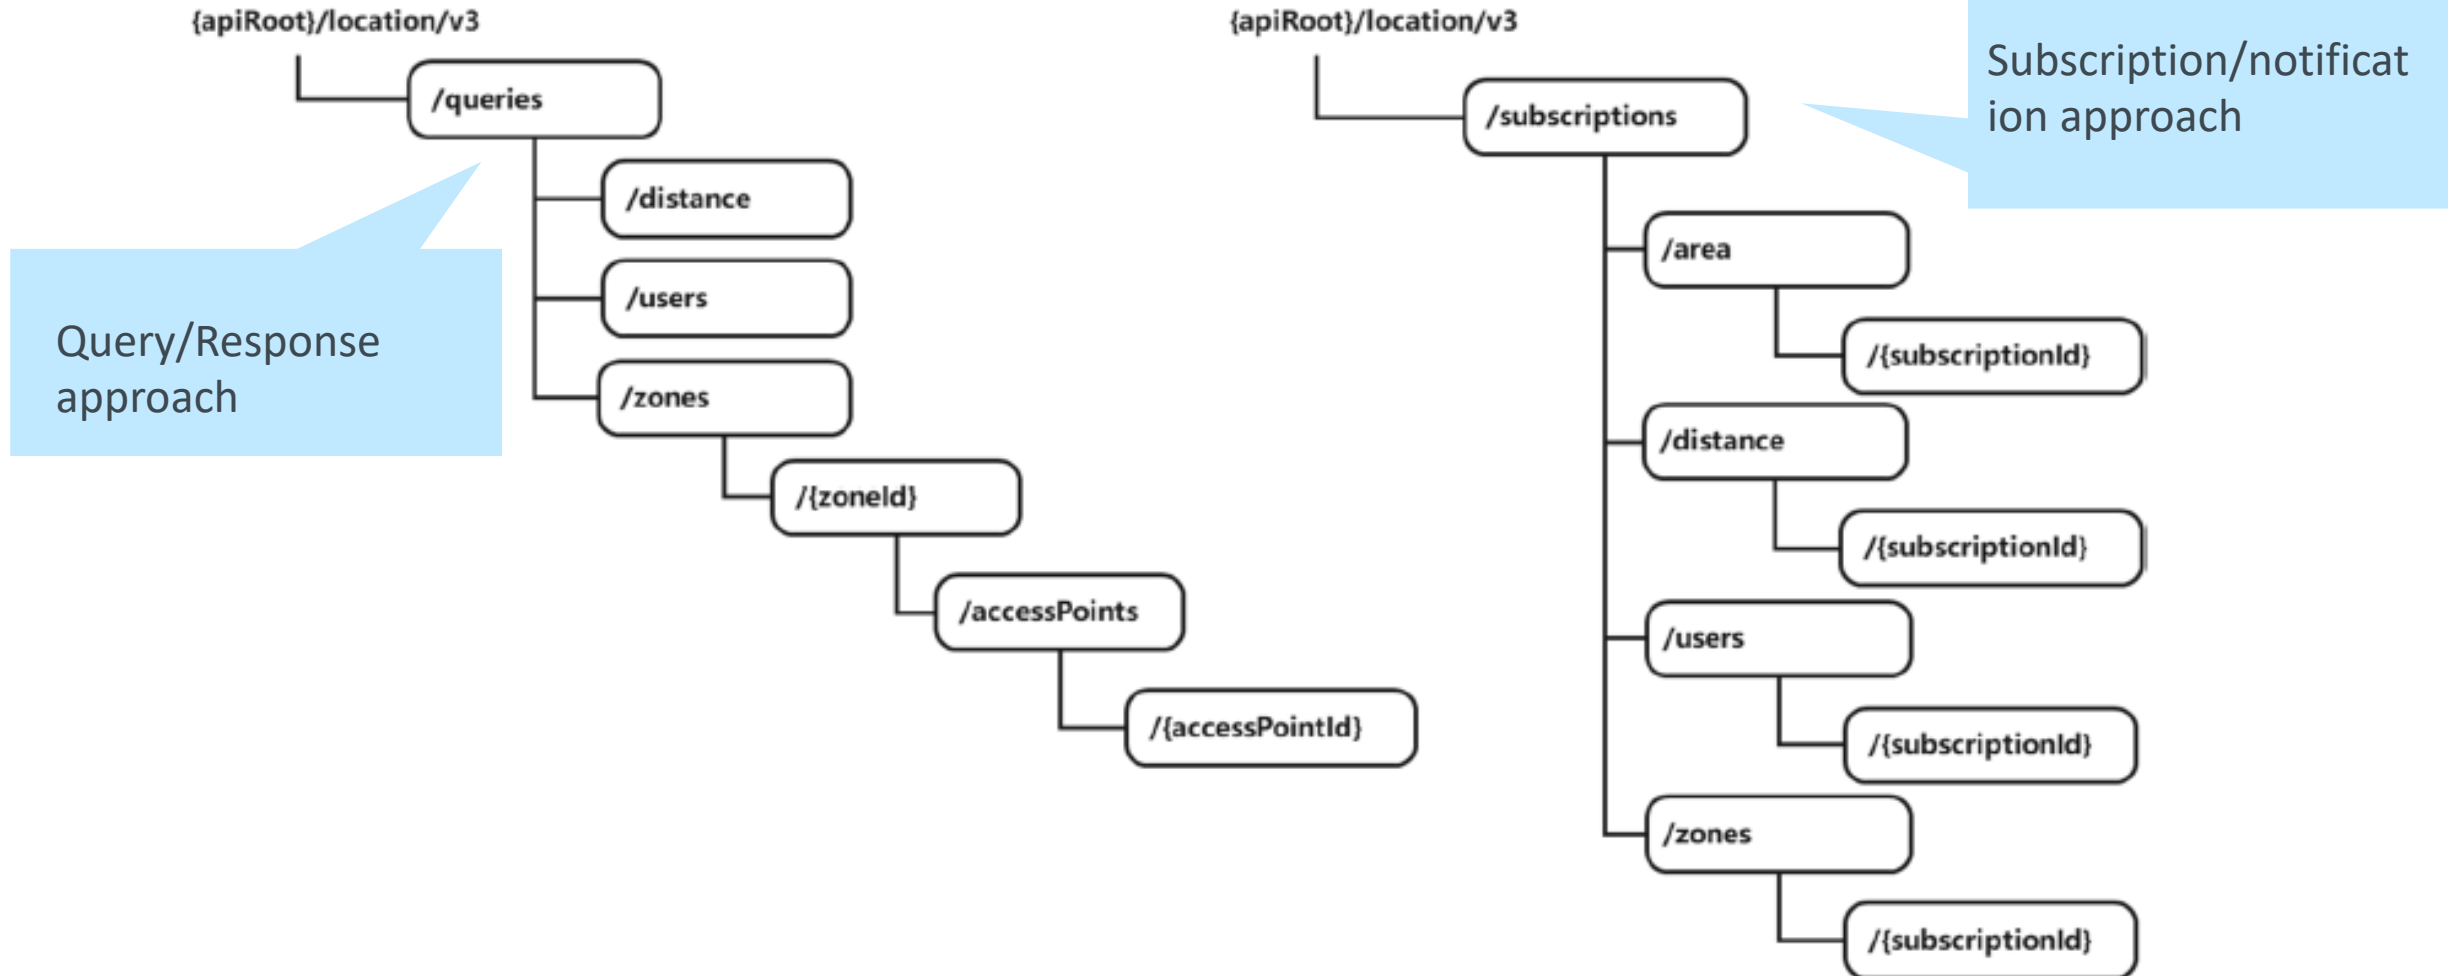 {apiRoot}/location/v3
/queries
/distance
/users
/zones
/{zoneId}
/accessPoints
/{accessPointId}
Query/Response
approach
{apiRoot}/location/v3
/subscriptions
/area
/{subscriptionId}
/distance
/{subscriptionId}
/users
/{subscriptionId}
/zones
/{subscriptionId}
Subscription/notificat
ion approach